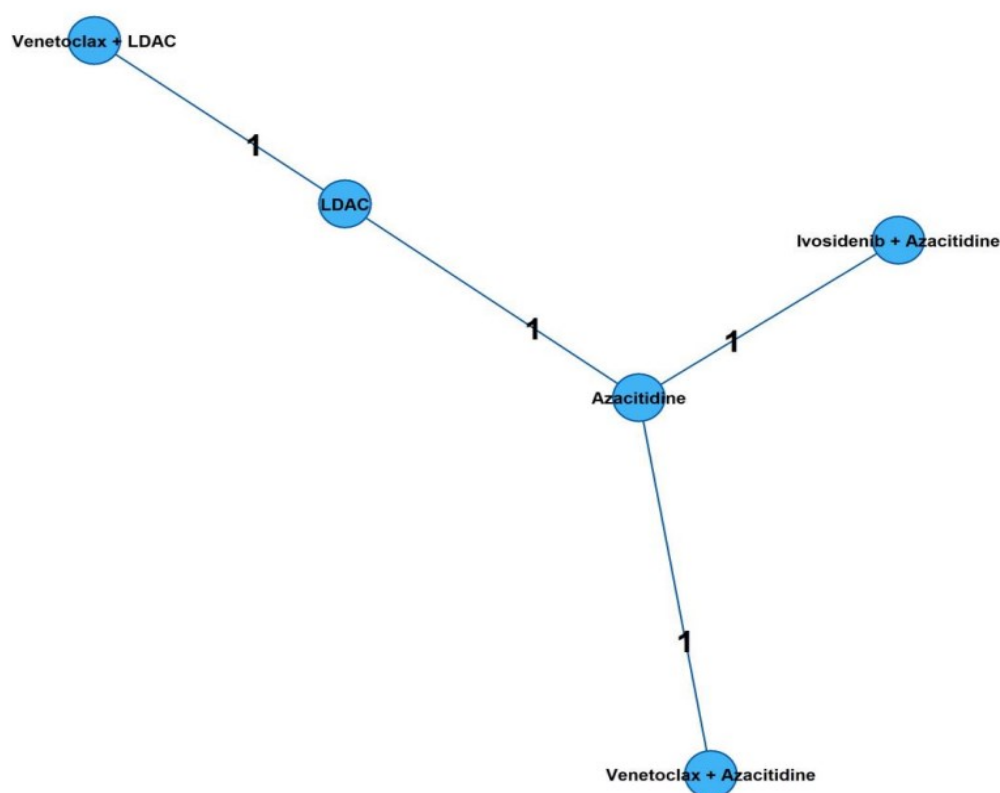 Venetoclax + LDAC
1
LDAC
Ivosidenib + Azacitidine
1
1
Azacitidine
1
Venetoclax + Azacitidine